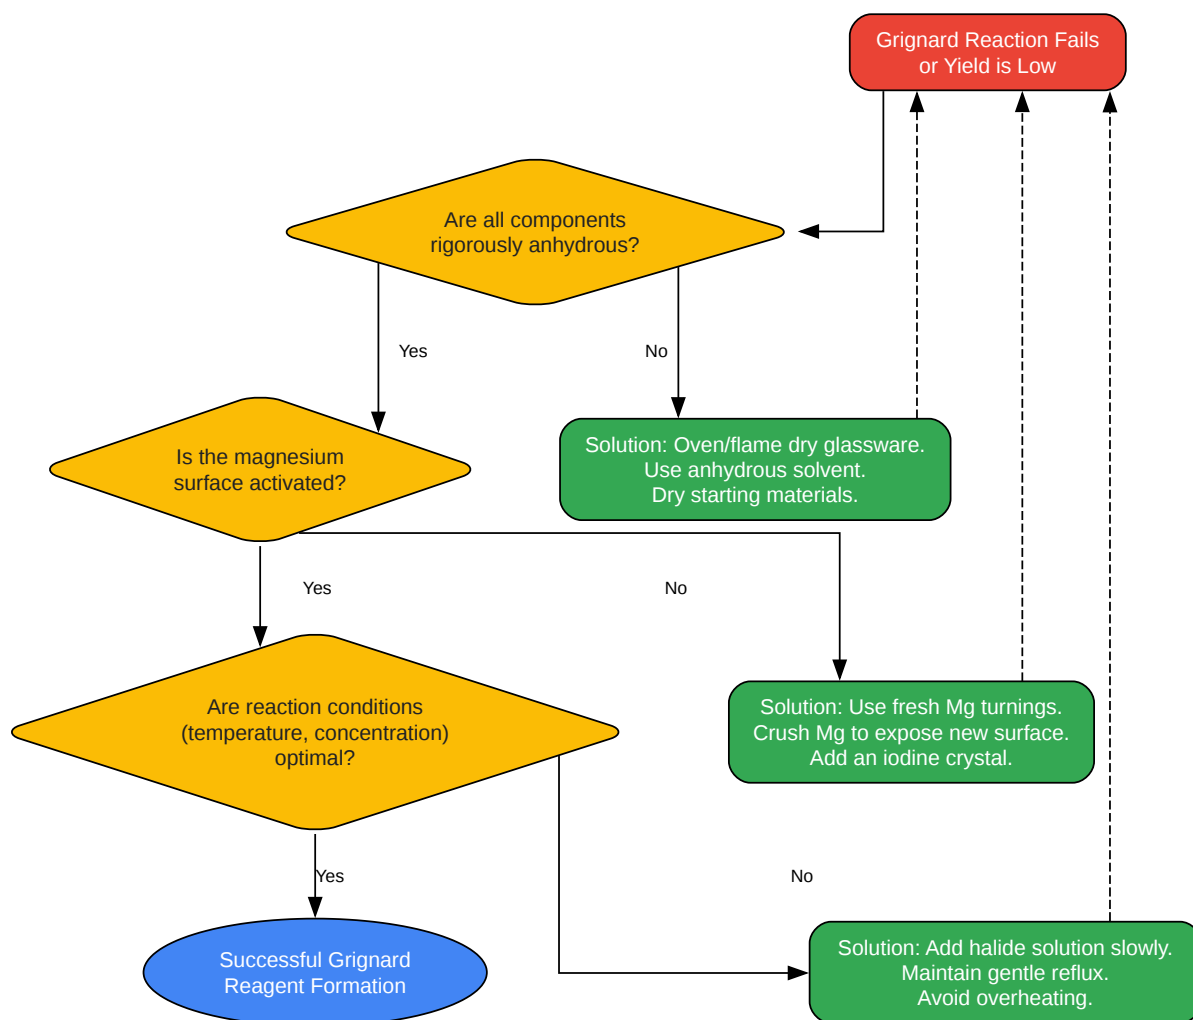 Grignard Reaction Fails
or Yield is Low
Are all components
rigorously anhydrous?
Yes
No
Is the magnesium
surface activated?
Solution: Oven/flame dry glassware.
Use anhydrous solvent.
Dry starting materials.
Yes
No
Are reaction conditions
(temperature, concentration)
optimal?
Solution: Use fresh Mg turnings.
Crush Mg to expose new surface.
Add an iodine crystal.
Yes
No
Successful Grignard
Reagent Formation
Solution: Add halide solution slowly.
Maintain gentle reflux.
Avoid overheating.